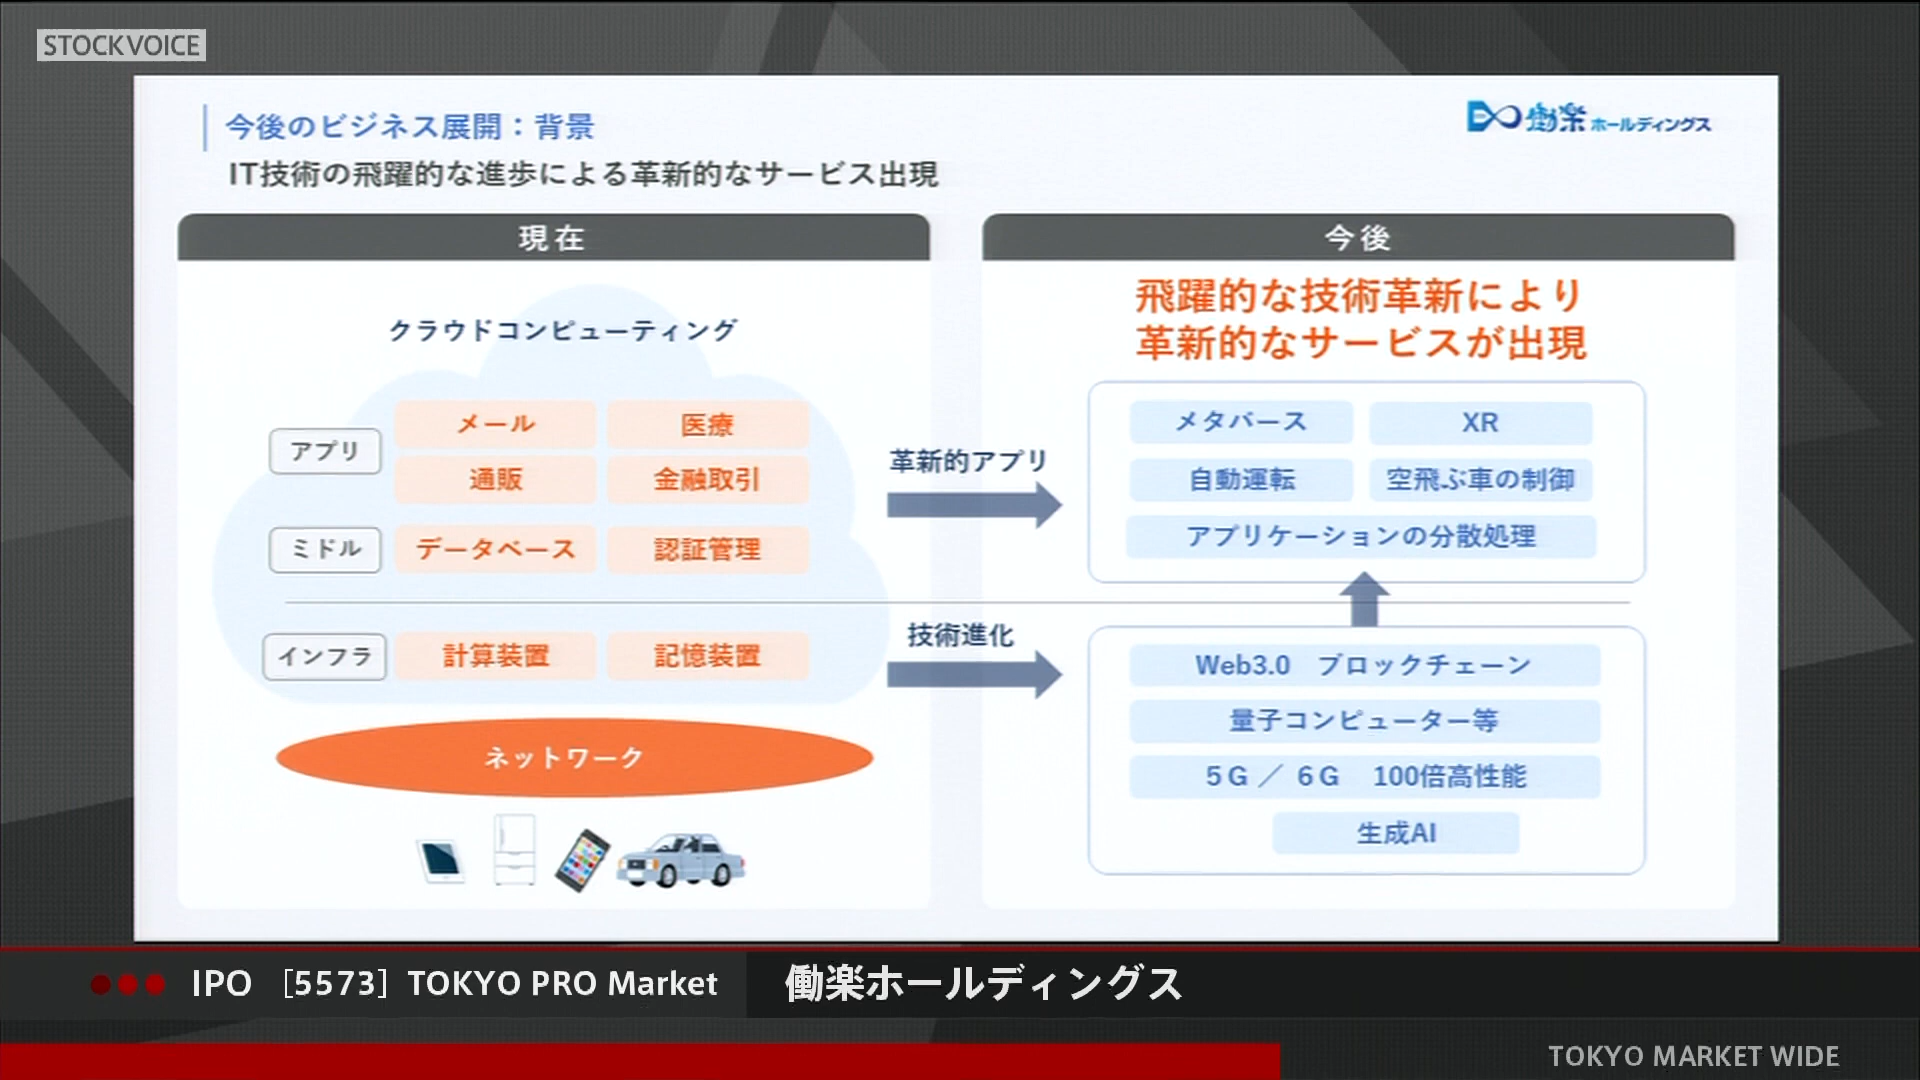 STOCKVOICE
今後のビジネス展開：背景
働楽ホールディングス
IT技術の飛躍的な進歩による革新的なサービス出現
現在
クラウドコンピューティング
アプリ
メール
医療
通販
金融取引
ミドル
データベース
認証管理
インフラ
計算装置
記憶装置
ネットワーク
革新的アプリ
技術進化
今後
飛躍的な技術革新により
革新的なサービスが出現
メタバース
XR
自動運転
空飛ぶ車の制御
アプリケーションの分散処理
Web3.0　ブロックチェーン
量子コンピューター等
５G ／ ６G　100倍高性能
生成AI
IPO ［5573］TOKYO PRO Market
働楽ホールディングス
TOKYO MARKET WIDE